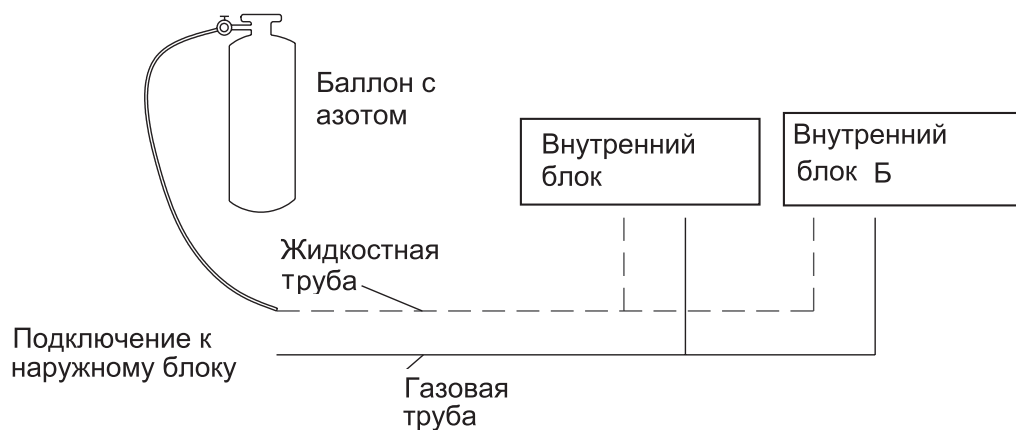 Баллон с
азотом
Внутренний
блок
Внутренний
блок Б
Жидкостная
труба
Подключение к
наружному блоку
Газовая
труба